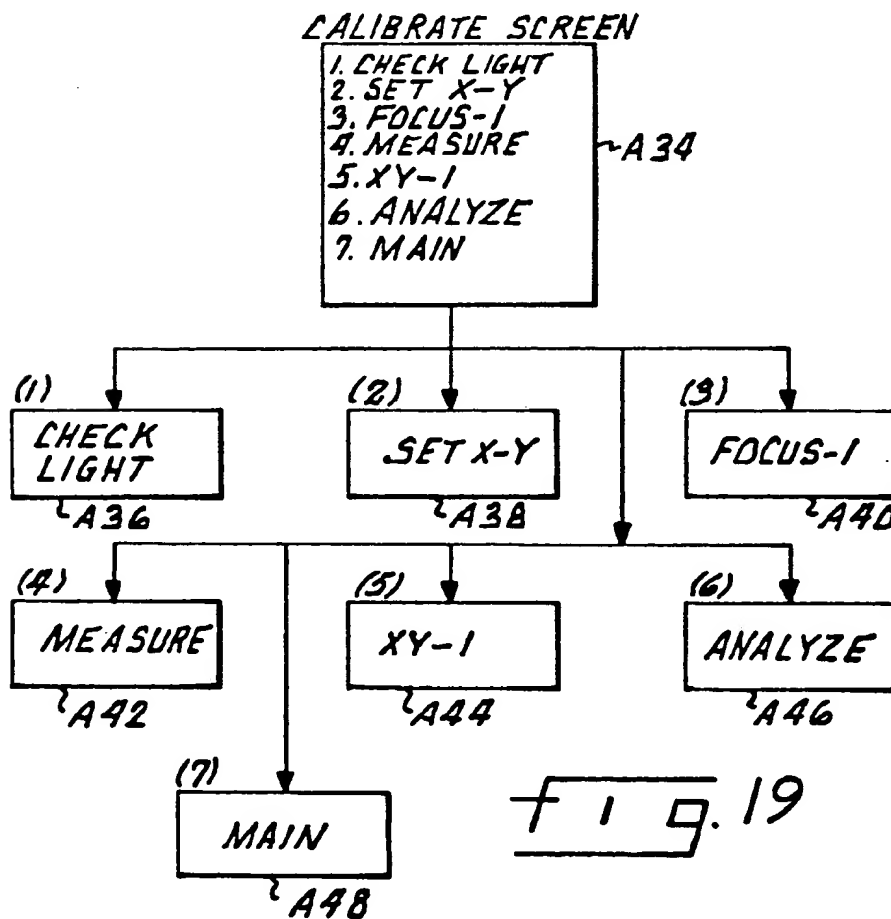 CALIBRATE SCREEN
1. CHECK LIGHT
2. SET X-Y
3. FOCUS-1
4. MEASURE
5. XY-1
6. ANALYZE
7. MAIN
A34
(1)
CHECK
LIGHT
A36
(2)
SET X-Y
A38
(3)
FOCUS-1
A40
(4)
MEASURE
A42
(5)
XY-1
A44
(6)
ANALYZE
A46
(7)
MAIN
A48
fig. 19